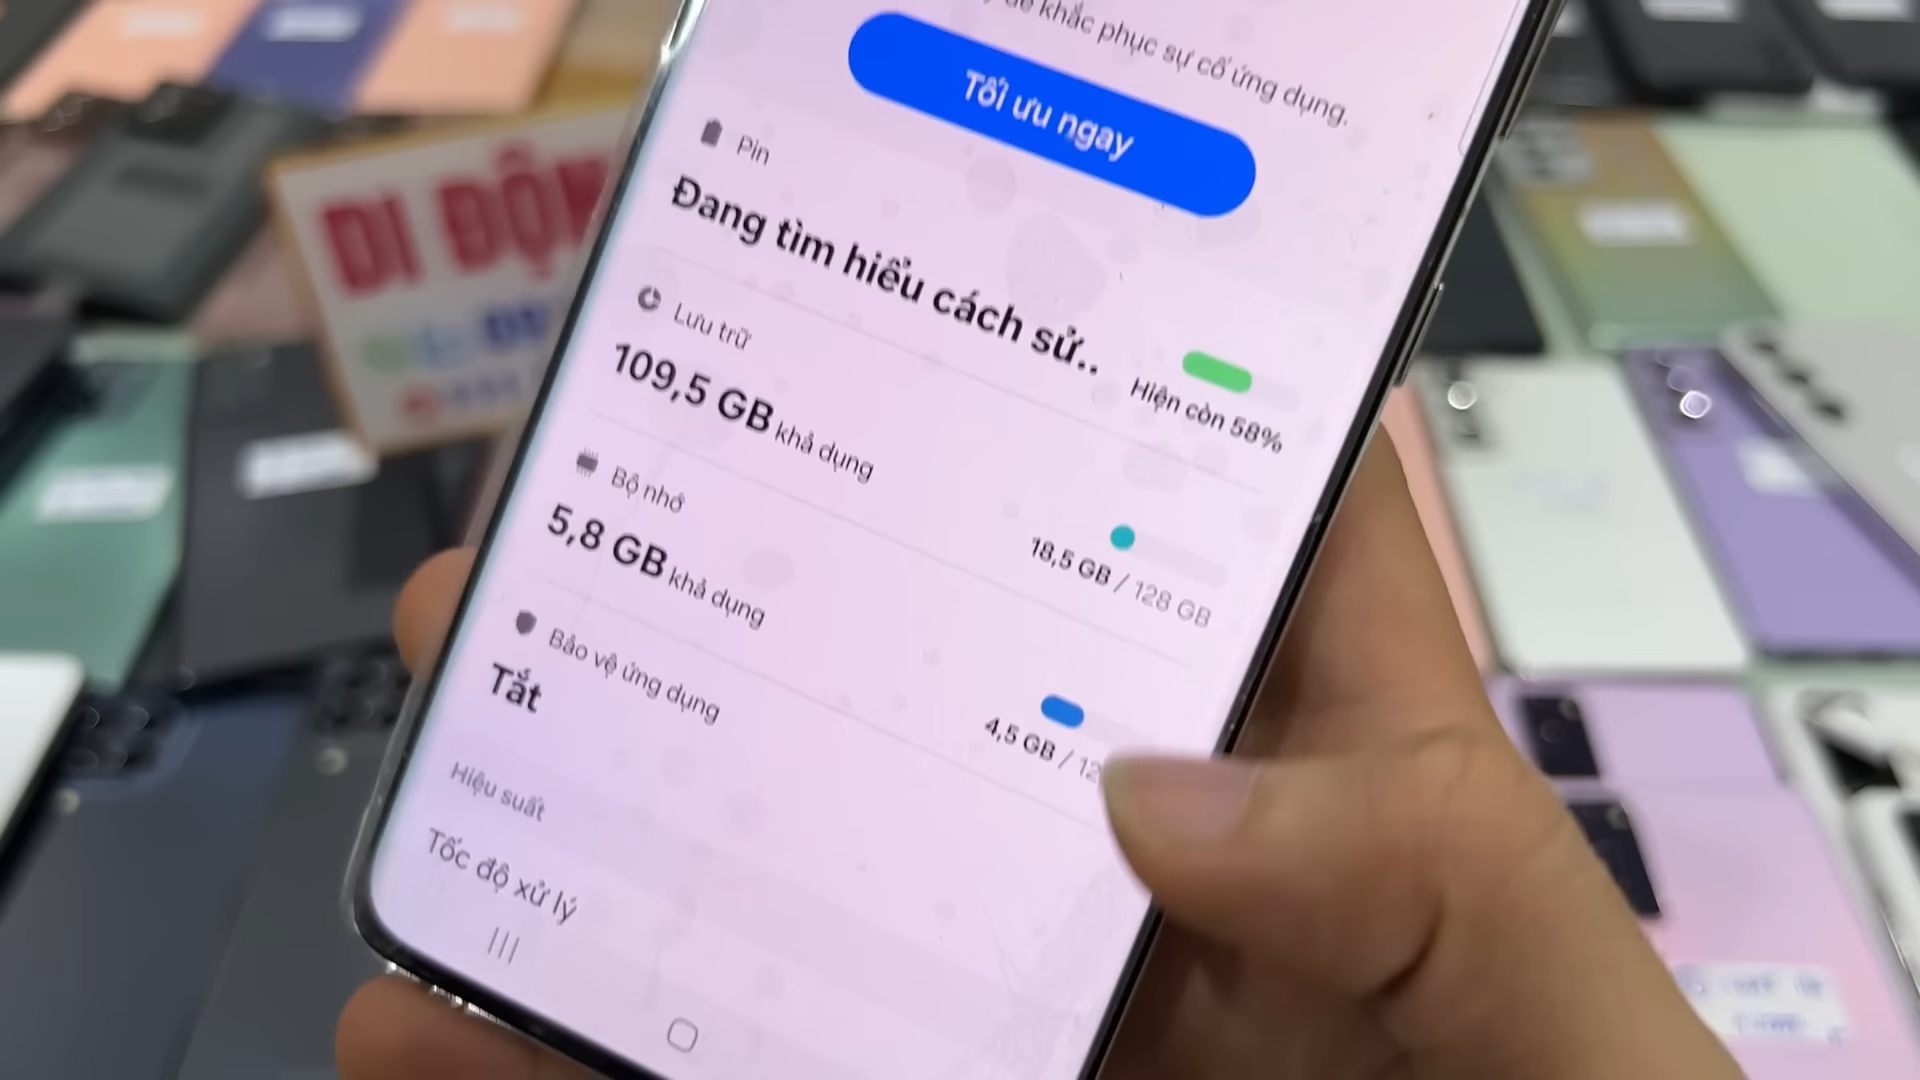 để khắc phục sự cố ứng dụng.
Tối ưu ngay
Pin
Đang tìm hiểu cách sử..
Hiện còn 58%
Lưu trữ
109,5 GB khả dụng
18,5 GB / 128 GB
Bộ nhớ
5,8 GB khả dụng
4,5 GB / 12
Bảo vệ ứng dụng
Tắt
Hiệu suất
Tốc độ xử lý
DI ĐỘN